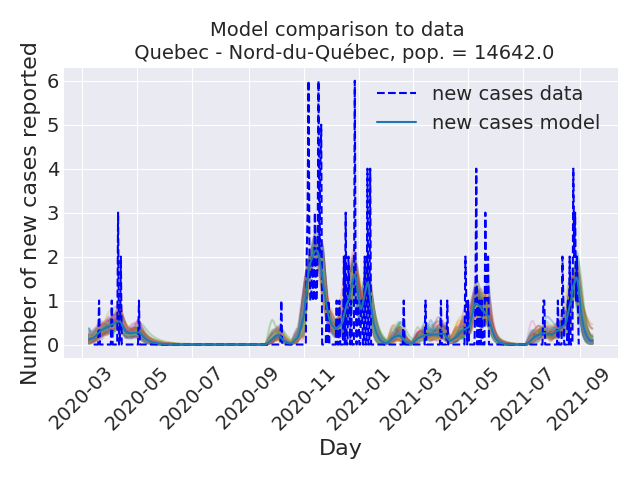 Model comparison to data
Quebec - Nord-du-Québec, pop. = 14642.0
Number of new cases reported
6
5
4
3
2
1
0
new cases data
new cases model
2020-03
2020-05
2020-07
2020-09
2020-11
2021-01
2021-03
2021-05
2021-07
2021-09
Day